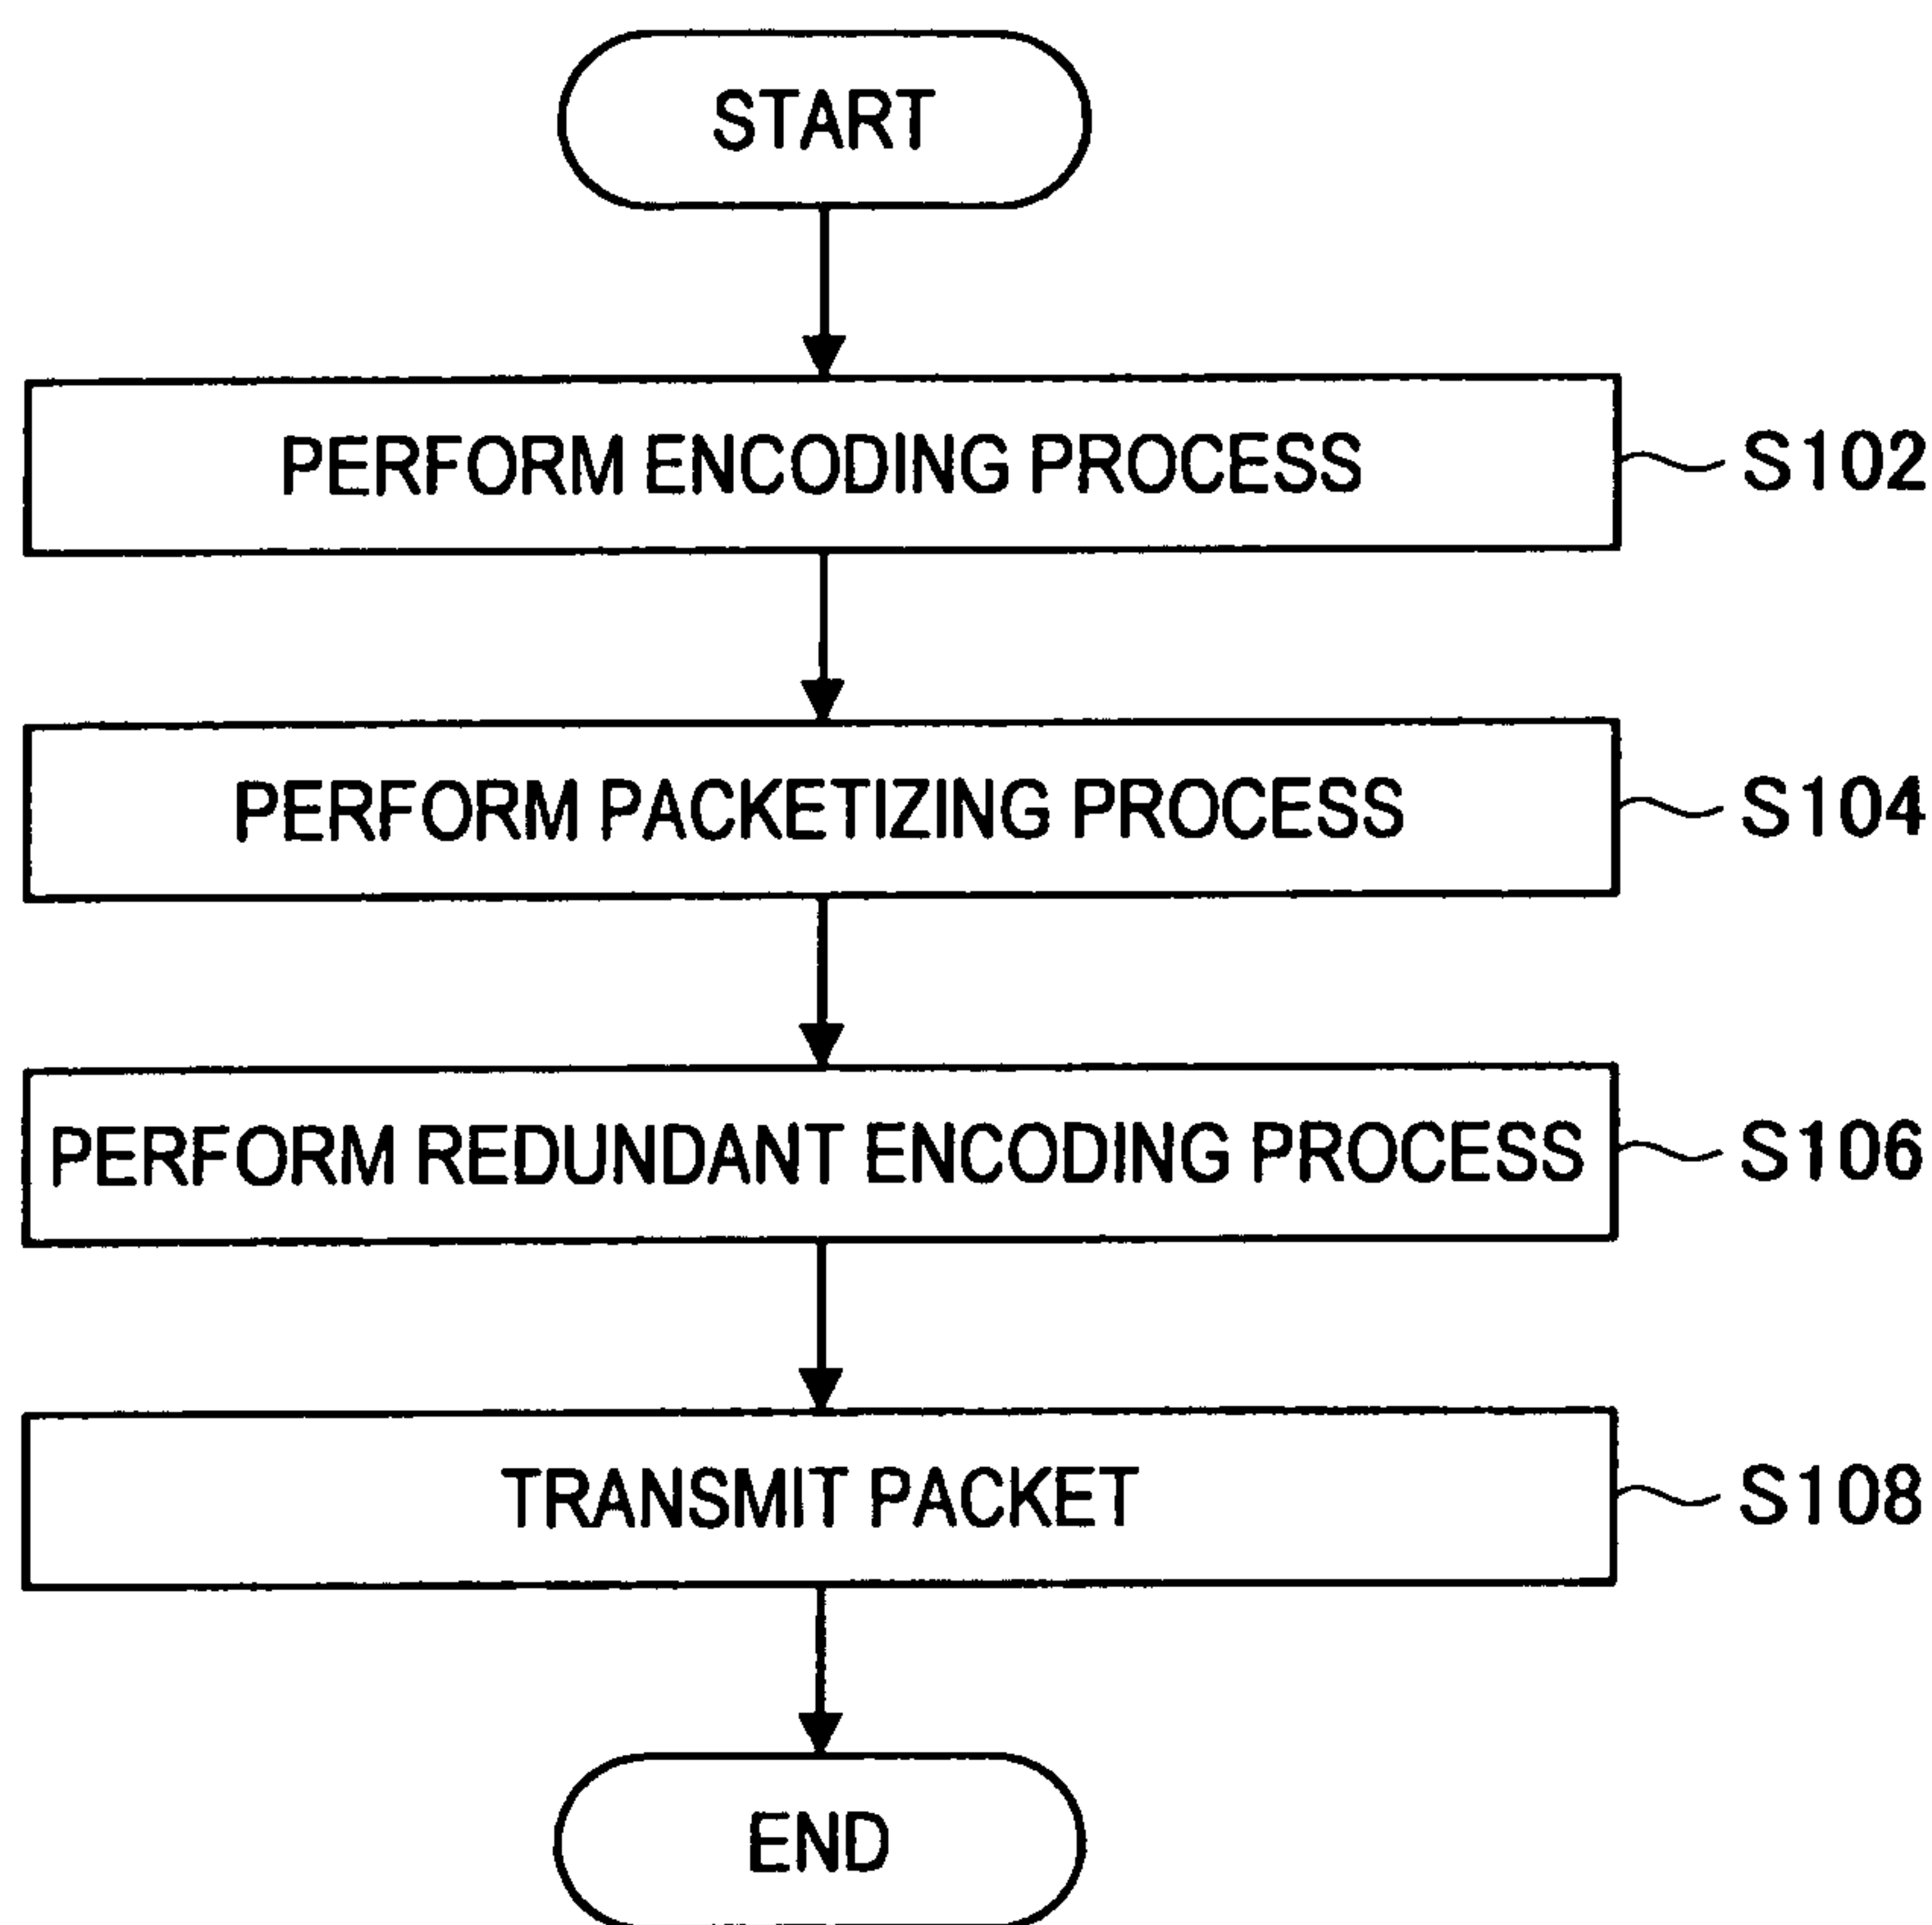 START
PERFORM ENCODING PROCESS
S102
PERFORM PACKETIZING PROCESS
S104
PERFORM REDUNDANT ENCODING PROCESS
S106
TRANSMIT PACKET
S108
END